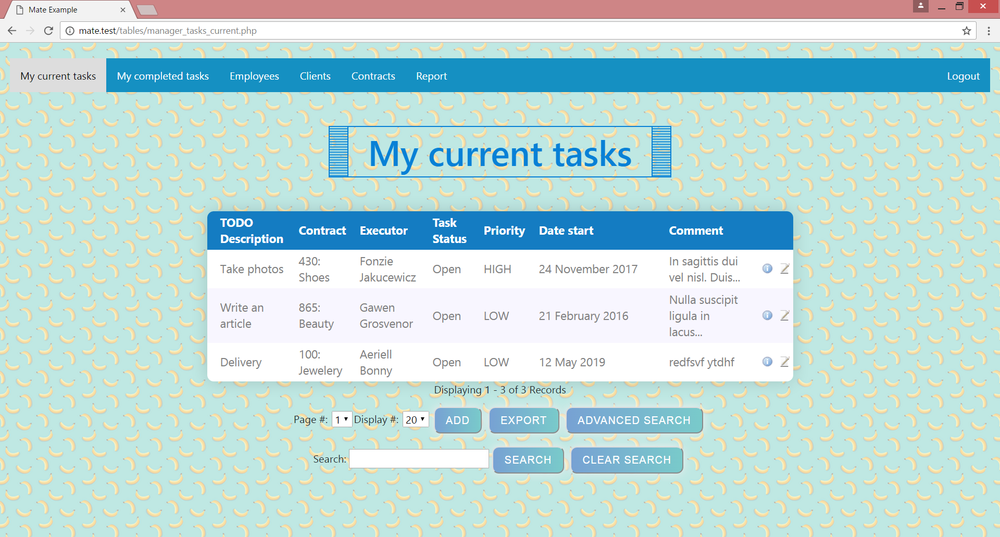 Mate Example
mate.test/tables/manager_tasks_current.php
My current tasks My completed tasks Employees Clients Contracts Report Logout
My current tasks
TODO Description Contract Executor Task Status Priority Date start Comment
Take photos 430: Shoes Fonzie Jakucewicz Open HIGH 24 November 2017 In sagittis dui vel nisl. Duis...
Write an article 865: Beauty Gawen Grosvenor Open LOW 21 February 2016 Nulla suscipit ligula in lacus...
Delivery 100: Jewelery Aeriell Bonny Open LOW 12 May 2019 redfsvf ytdhf
Displaying 1 - 3 of 3 Records
Page #: 1 Display #: 20 ADD EXPORT ADVANCED SEARCH
Search: SEARCH CLEAR SEARCH